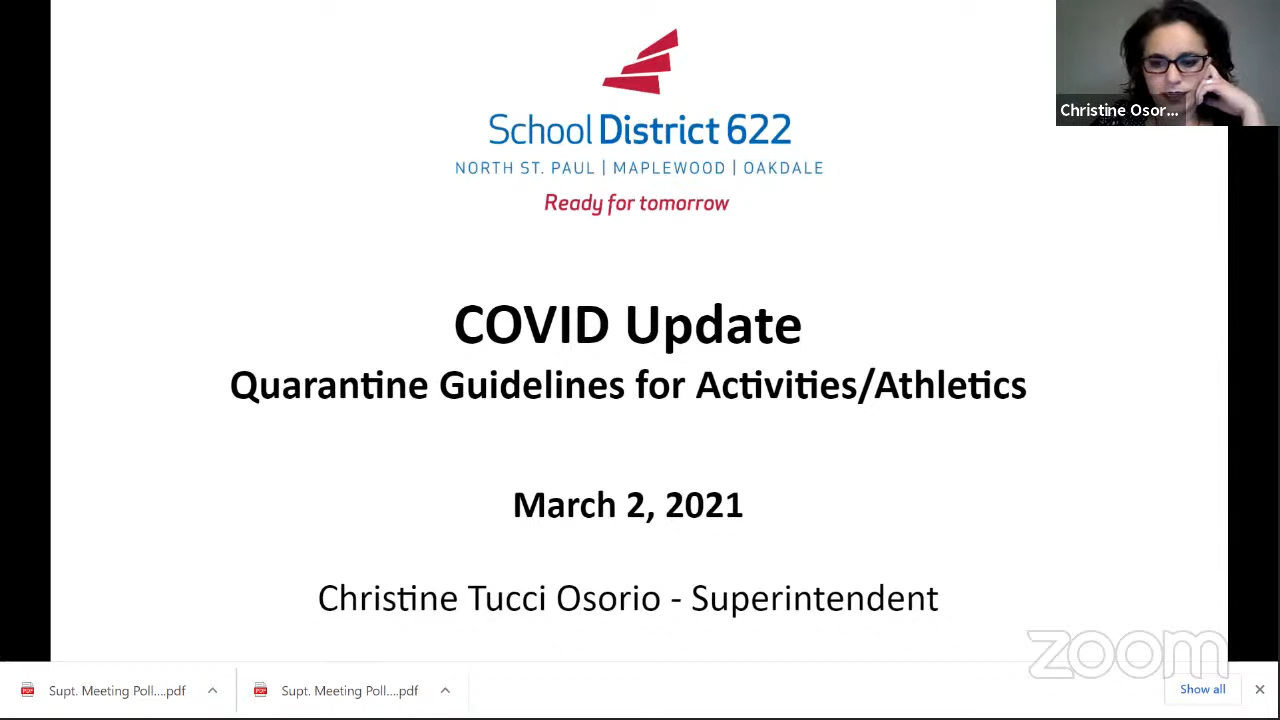 School District 622
NORTH ST. PAUL | MAPLEWOOD | OAKDALE
Ready for tomorrow
Christine Osor...
COVID Update
Quarantine Guidelines for Activities/Athletics
March 2, 2021
Christine Tucci Osorio - Superintendent
zoom
PDF Supt. Meeting Poll....pdf
PDF Supt. Meeting Poll....pdf
Show all